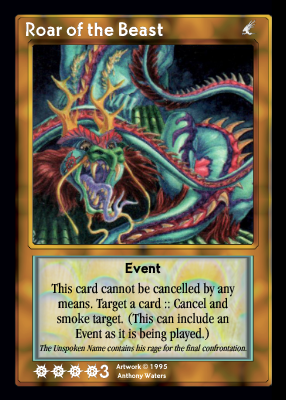 Roar of the Beast
Event
This card cannot be cancelled by any
means. Target a card :: Cancel and
smoke target. (This can include an
Event as it is being played.)
The Unspoken Name contains his rage for the final confrontation.
3
Artwork © 1995
Anthony Waters